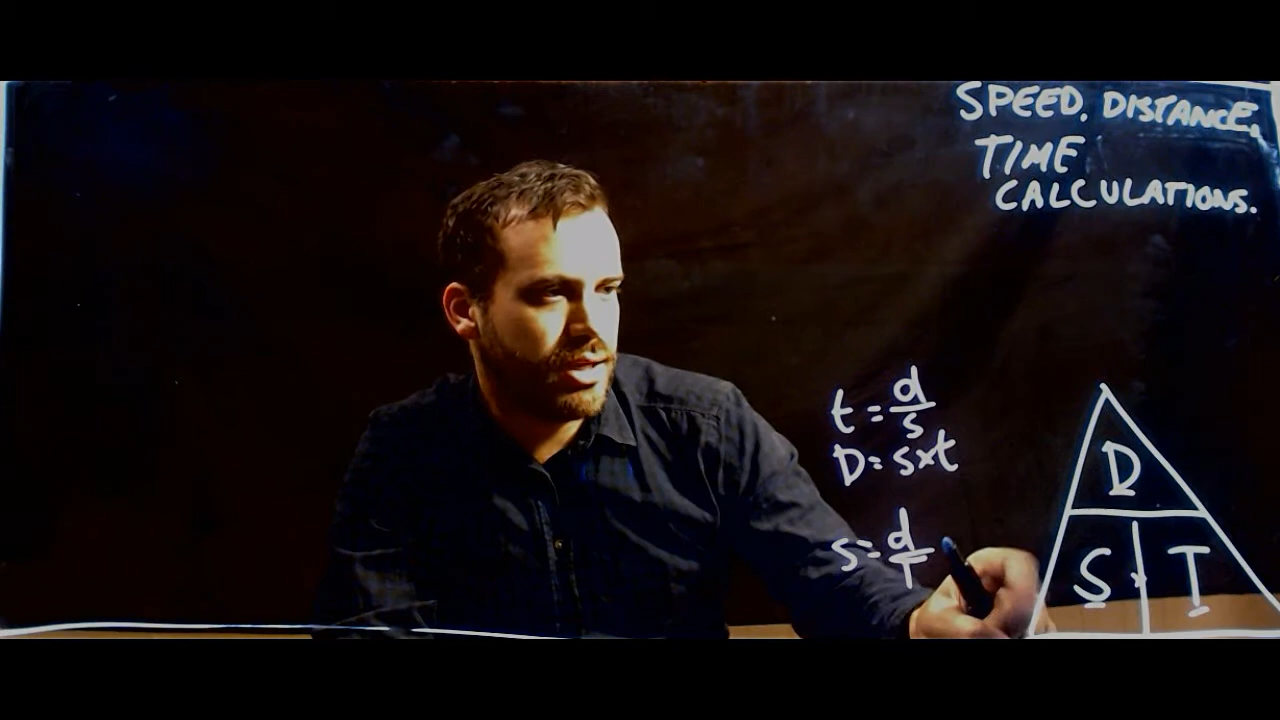 SPEED, DISTANCE,
TIME
CALCULATIONS.
t = d/s
D = s×t
s = d/T
D
S × T